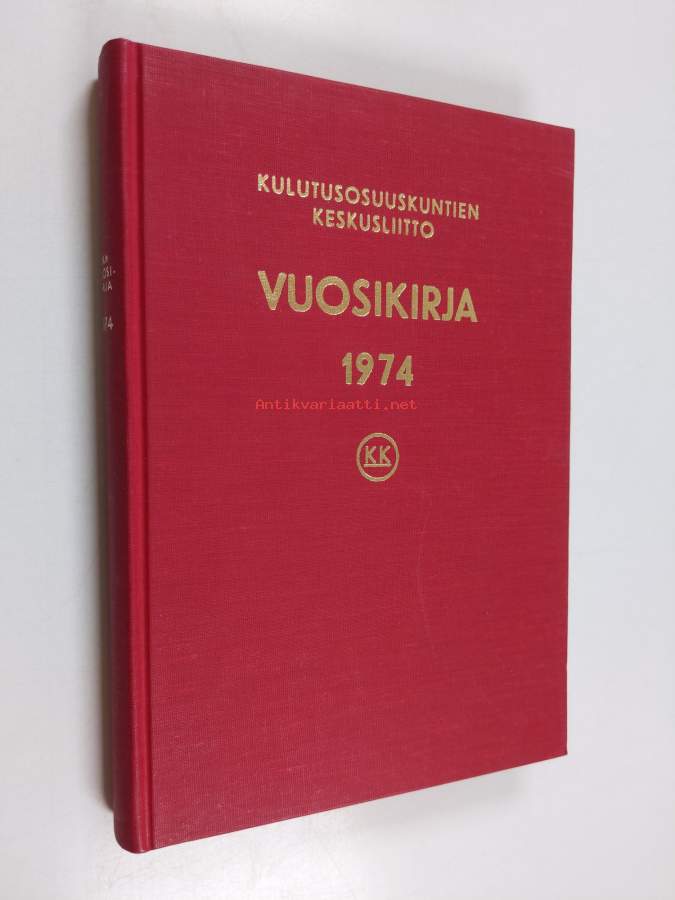 KULUTUSOSUUSKUNTIEN
KESKUSLIITTO
VUOSIKIRJA
1974
Antikvariaatti.net
KK